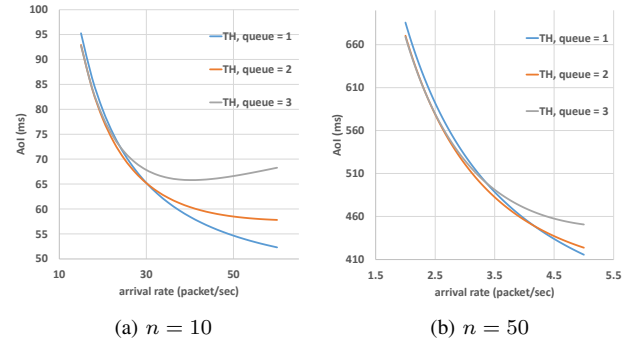 100
95
90
85
80
75
70
65
60
55
50
AoI (ms)
10
30
50
arrival rate (packet/sec)
TH, queue = 1
TH, queue = 2
TH, queue = 3
(a) n = 10
660
610
560
510
460
410
AoI (ms)
1.5
2.5
3.5
4.5
5.5
arrival rate (packet/sec)
TH, queue = 1
TH, queue = 2
TH, queue = 3
(b) n = 50